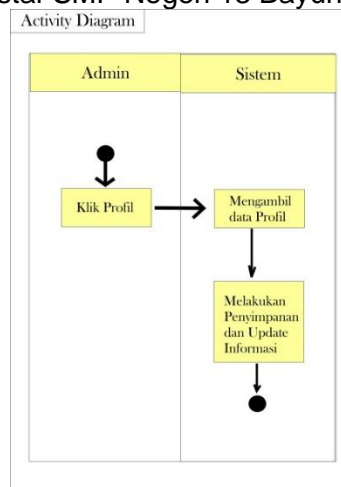 Activity Diagram
Admin
Sistem
Klik Profil
Mengambil
data Profil
Melakukan
Penyimpanan
dan Update
Informasi